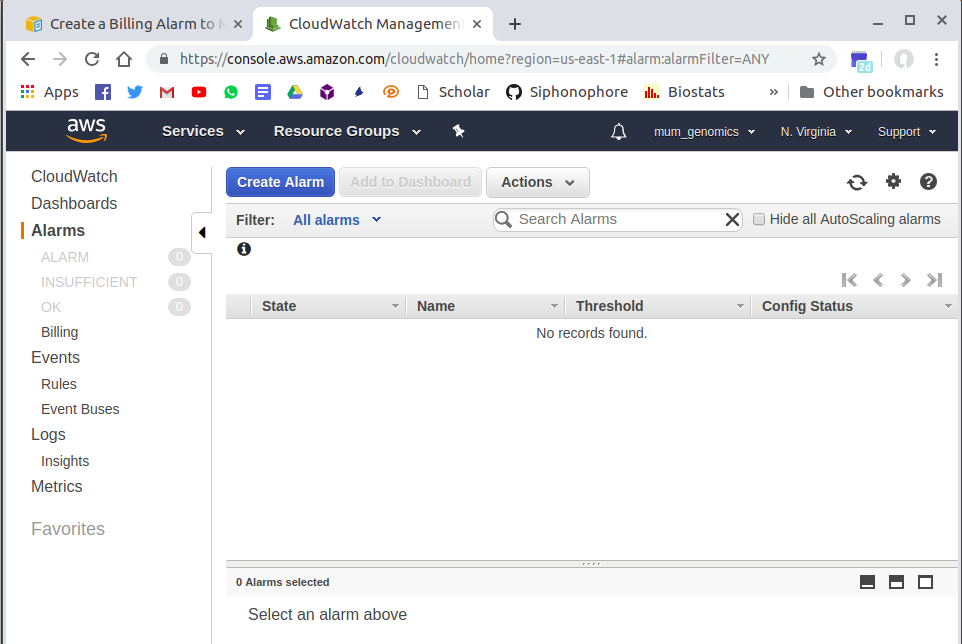 Create a Billing Alarm to
CloudWatch Managemen
https://console.aws.amazon.com/cloudwatch/home?region=us-east-1#alarm:alarmFilter=ANY
zd
Apps Scholar Siphonophore Biostats » Other bookmarks
aws Services Resource Groups mum_genomics N. Virginia Support
CloudWatch
Dashboards
Alarms
ALARM 0
INSUFFICIENT 0
OK 0
Billing
Events
Rules
Event Buses
Logs
Insights
Metrics
Favorites
Create Alarm Add to Dashboard Actions
Filter: All alarms Search Alarms Hide all AutoScaling alarms
State Name Threshold Config Status
No records found.
0 Alarms selected
Select an alarm above